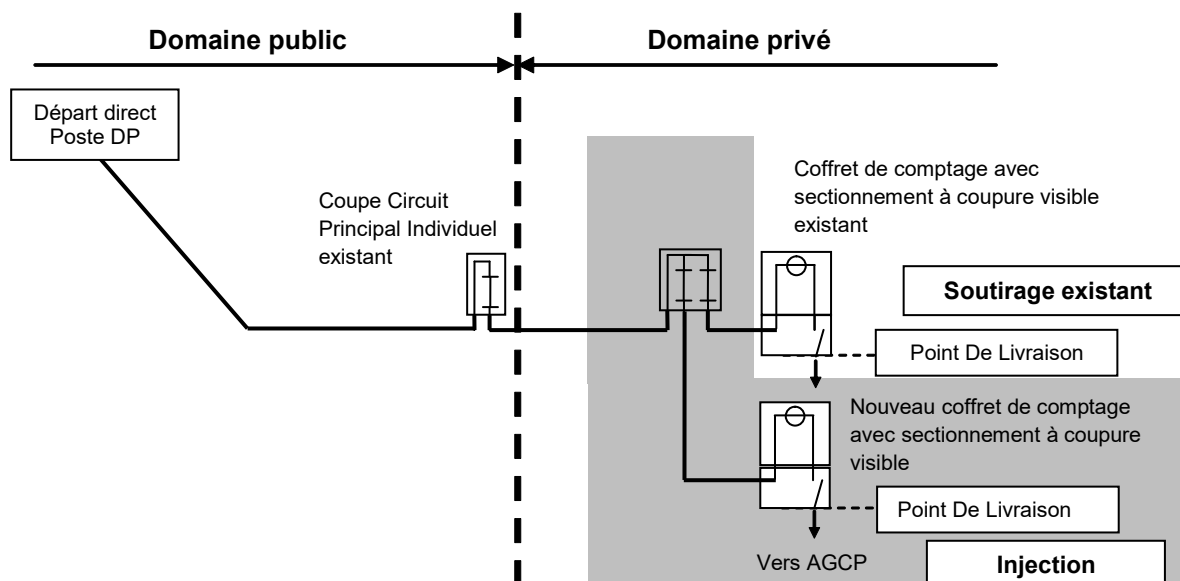 Domaine public
Domaine privé
Départ direct
Poste DP
Coupe Circuit
Principal Individuel
existant
Coffret de comptage avec
sectionnement à coupure visible
existant
Soutirage existant
Point De Livraison
Nouveau coffret de comptage
avec sectionnement à coupure
visible
Point De Livraison
Vers AGCP
Injection